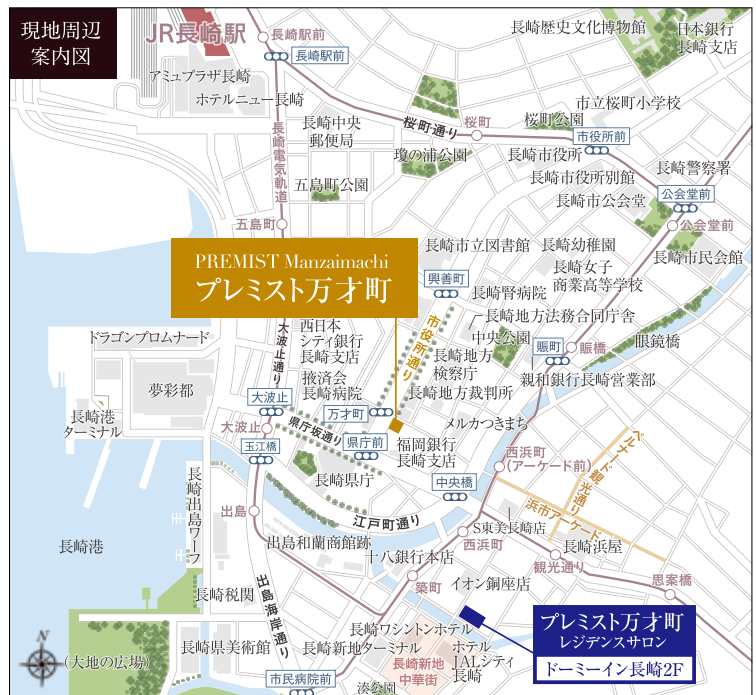 現地周辺
案内図
JR長崎駅
長崎駅前
長崎駅前
長崎歴史文化博物館
日本銀行
長崎支店
アミュプラザ長崎
ホテルニュー長崎
長崎電気軌道
長崎中央
郵便局
桜町通り
桜町
桜町公園
市立桜町小学校
市役所前
瓊の浦公園
長崎市役所
長崎市役所別館
長崎市公会堂
長崎警察署
公会堂前
公会堂前
長崎市民会館
五島町公園
五島町
PREMIST Manzaimachi
プレミスト万才町
長崎市立図書館
長崎幼稚園
長崎女子
商業高等学校
興善町
長崎腎病院
長崎地方法務合同庁舎
中央公園
市役所通り
賑町
賑橋
眼鏡橋
大波止通り
西日本
シティ銀行
長崎支店
掖済会
長崎病院
長崎地方
検察庁
長崎地方裁判所
親和銀行長崎営業部
ドラゴンプロムナード
夢彩都
長崎港
ターミナル
大波止
大波止
万才町
メルカつきまち
県庁坂通り
県庁前
福岡銀行
長崎支店
玉江橋
長崎県庁
中央橋
西浜町
(アーケード前)
ベルナード観光通り
浜市アーケード
長崎出島ワーフ
出島
江戸町通り
長崎港
出島和蘭商館跡
西浜町
S東美長崎店
長崎浜屋
観光通り
十八銀行本店
思案橋
築町
イオン銅座店
長崎税関
出島海岸通り
プレミスト万才町
レジデンスサロン
ドーミーイン長崎2F
長崎ワシントンホテル
長崎県美術館
長崎新地ターミナル
ホテル
JALシティ
長崎
長崎新地
中華街
N
(大地の広場)
市民病院前
湊公園